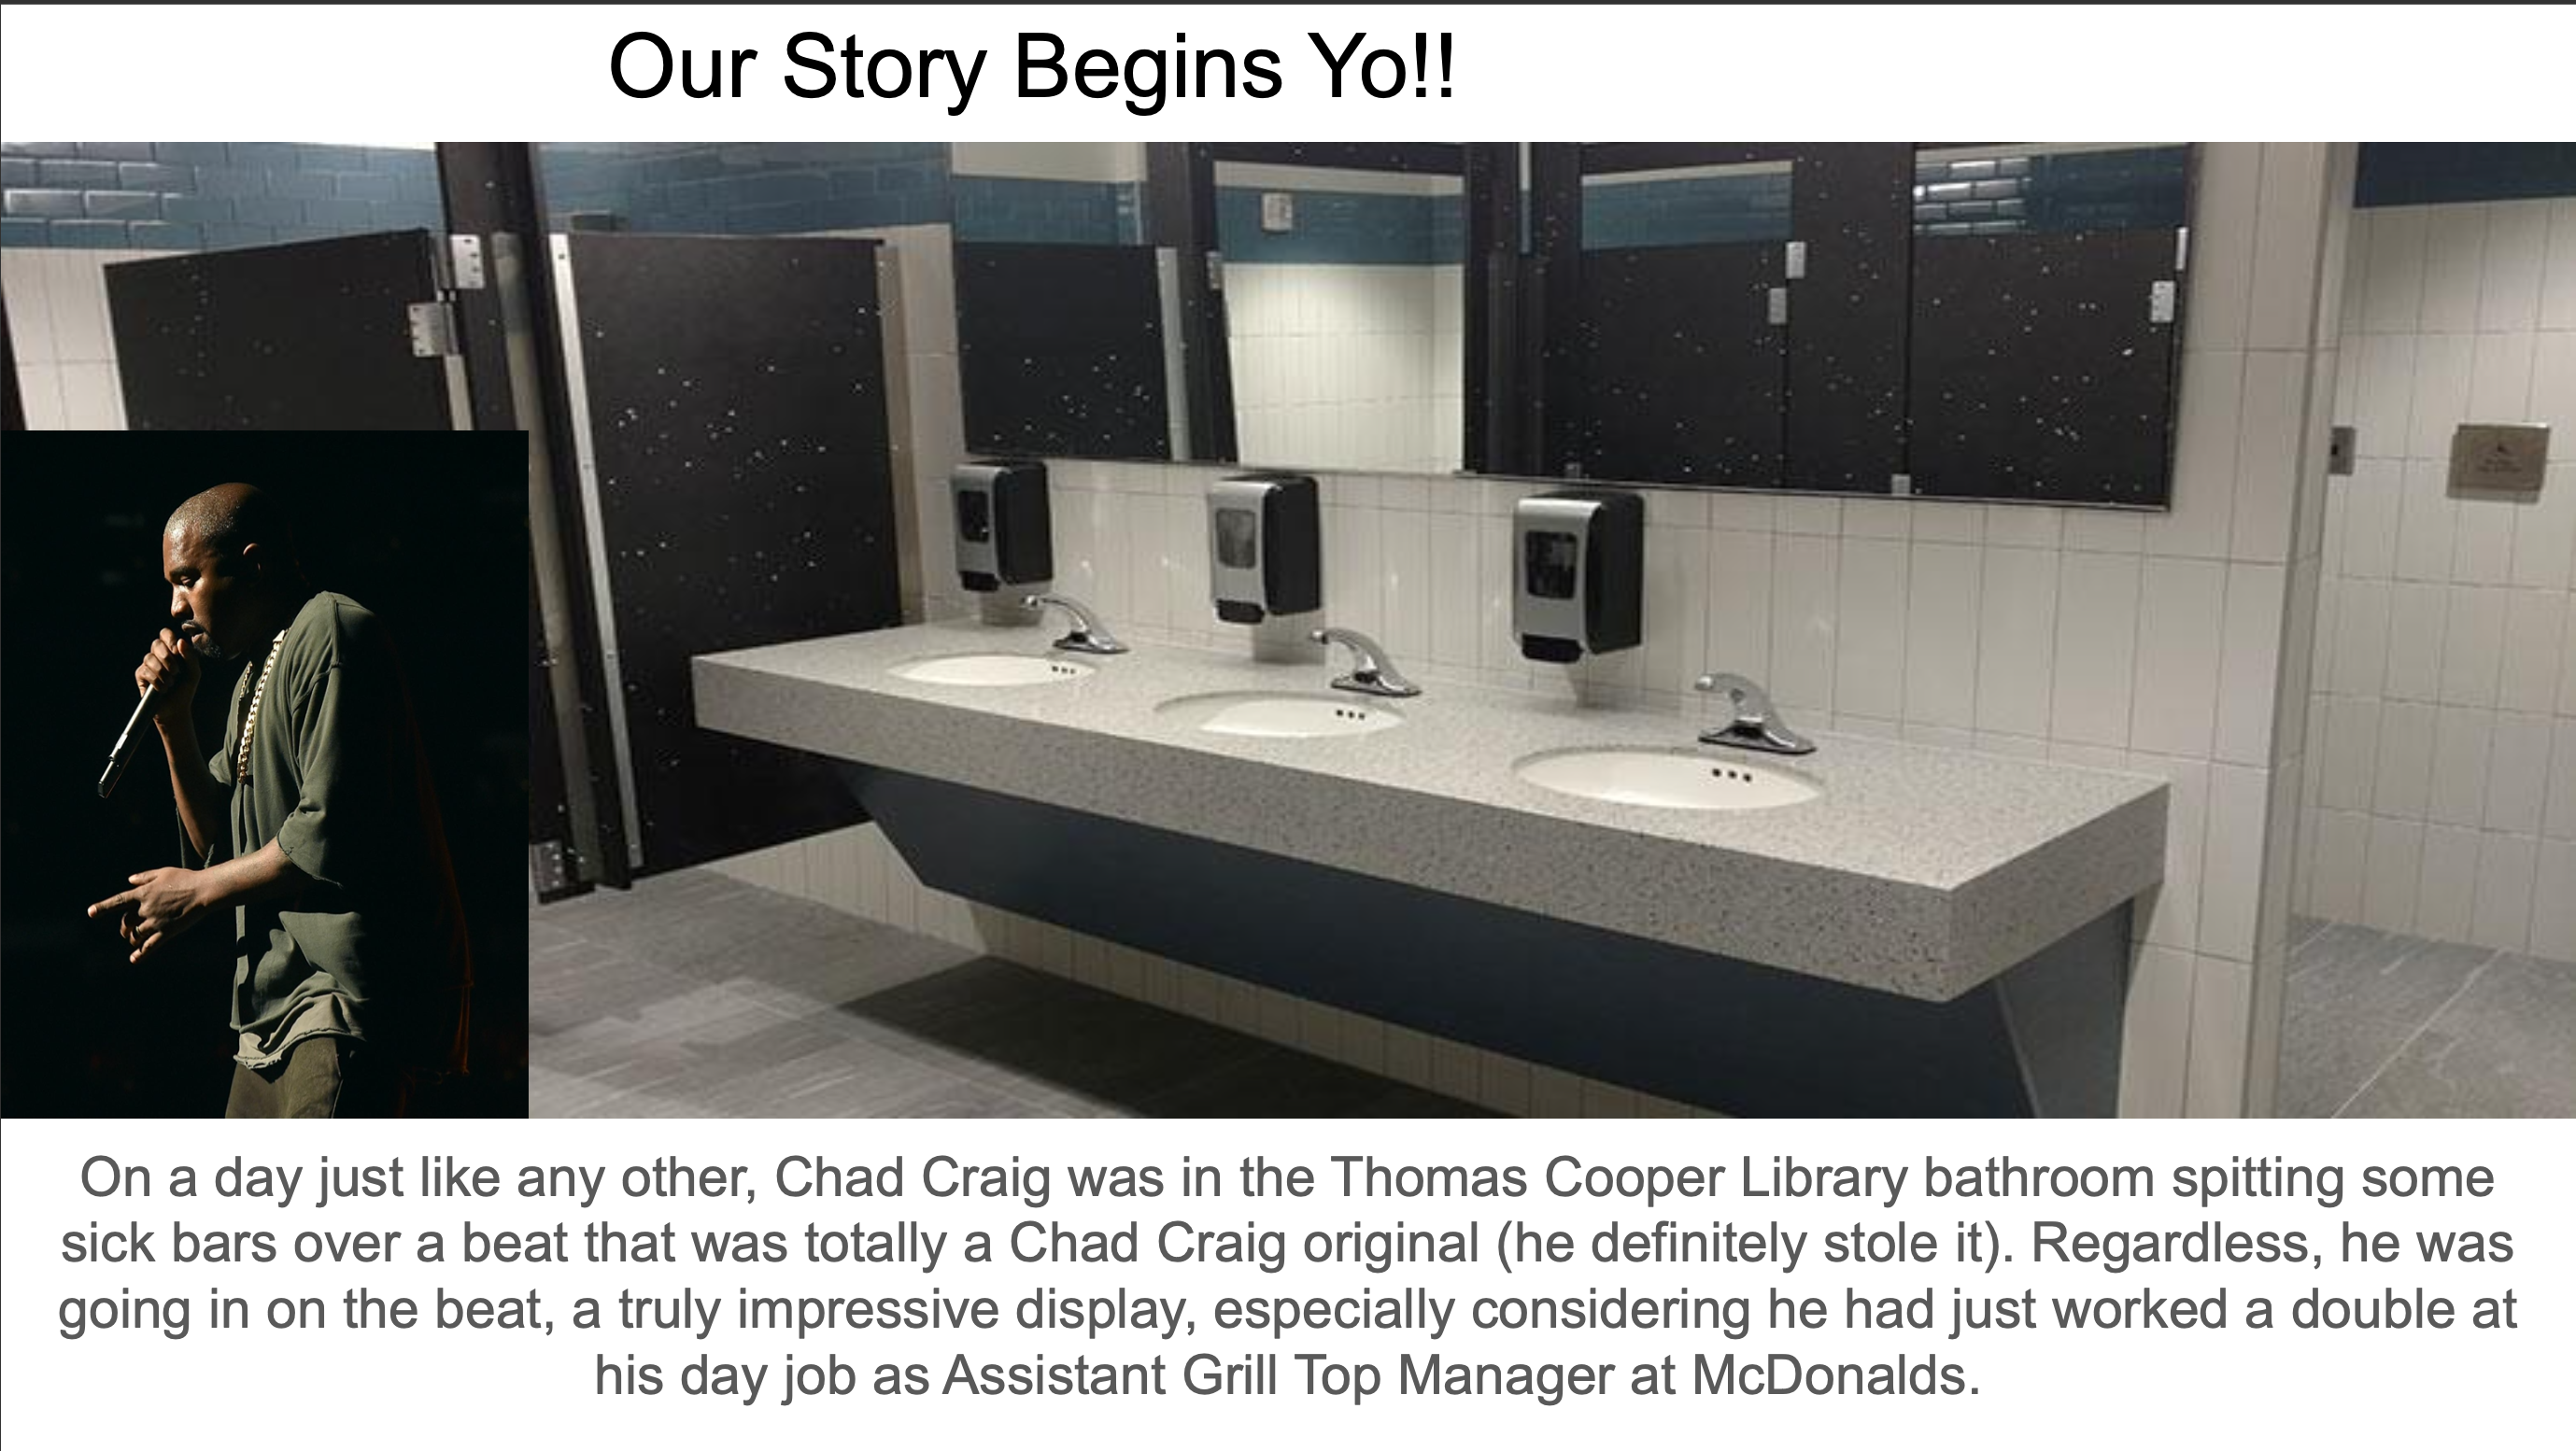 Our Story Begins Yo!!
On a day just like any other, Chad Craig was in the Thomas Cooper Library bathroom spitting some
sick bars over a beat that was totally a Chad Craig original (he definitely stole it). Regardless, he was
going in on the beat, a truly impressive display, especially considering he had just worked a double at
his day job as Assistant Grill Top Manager at McDonalds.